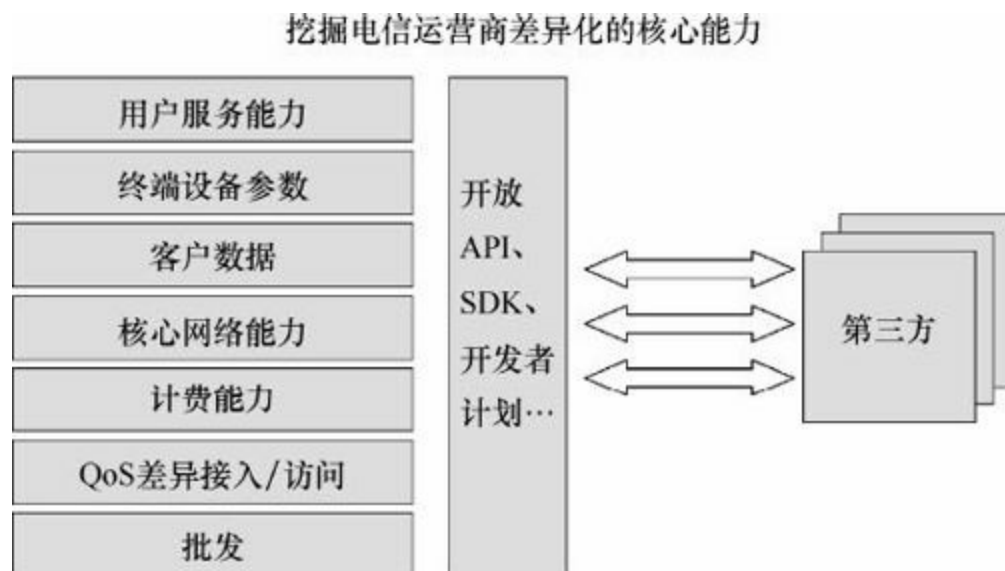 挖掘电信运营商差异化的核心能力
用户服务能力
终端设备参数
客户数据
核心网络能力
计费能力
QoS差异接入/访问
批发
开放
API、
SDK、
开发者
计划…
第三方